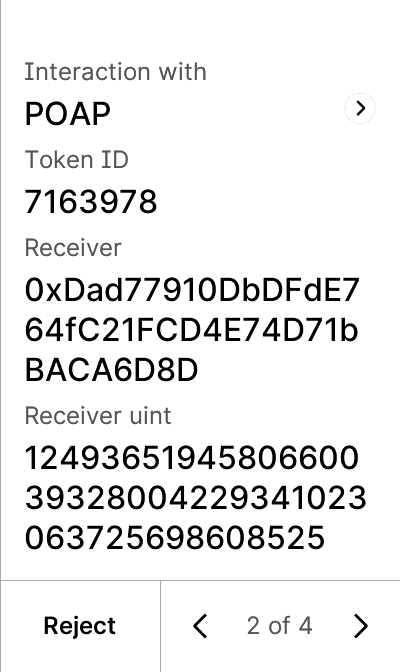 Interaction with
POAP
Token ID
7163978
Receiver
0xDad77910DbDFdE7
64fC21FCD4E74D71b
BACA6D8D
Receiver uint
12493651945806600
39328004229341023
063725698608525
Reject
2 of 4